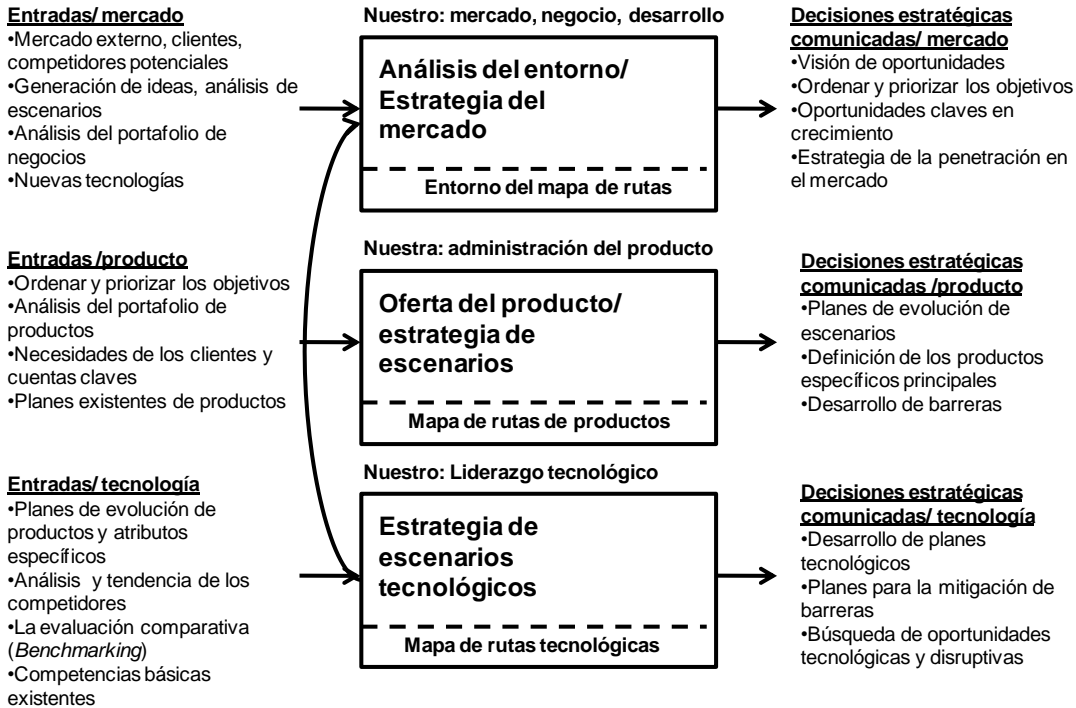 Entradas/ mercado
•Mercado externo, clientes,
competidores potenciales
•Generación de ideas, análisis de
escenarios
•Análisis del portafolio de
negocios
•Nuevas tecnologías
Nuestro: mercado, negocio, desarrollo
Análisis del entorno/
Estrategia del
mercado
Entorno del mapa de rutas
Decisiones estratégicas
comunicadas/ mercado
•Visión de oportunidades
•Ordenar y priorizar los objetivos
•Oportunidades claves en
crecimiento
•Estrategia de la penetración en
el mercado
Entradas /producto
•Ordenar y priorizar los objetivos
•Análisis del portafolio de
productos
•Necesidades de los clientes y
cuentas claves
•Planes existentes de productos
Nuestra: administración del producto
Oferta del producto/
estrategia de
escenarios
Mapa de rutas de productos
Decisiones estratégicas
comunicadas /producto
•Planes de evolución de
escenarios
•Definición de los productos
específicos principales
•Desarrollo de barreras
Entradas/ tecnología
•Planes de evolución de
productos y atributos
específicos
•Análisis y tendencia de los
competidores
•La evaluación comparativa
(Benchmarking)
•Competencias básicas
existentes
Nuestro: Liderazgo tecnológico
Estrategia de
escenarios
tecnológicos
Mapa de rutas tecnológicas
Decisiones estratégicas
comunicadas/ tecnología
•Desarrollo de planes
tecnológicos
•Planes para la mitigación de
barreras
•Búsqueda de oportunidades
tecnológicas y disruptivas